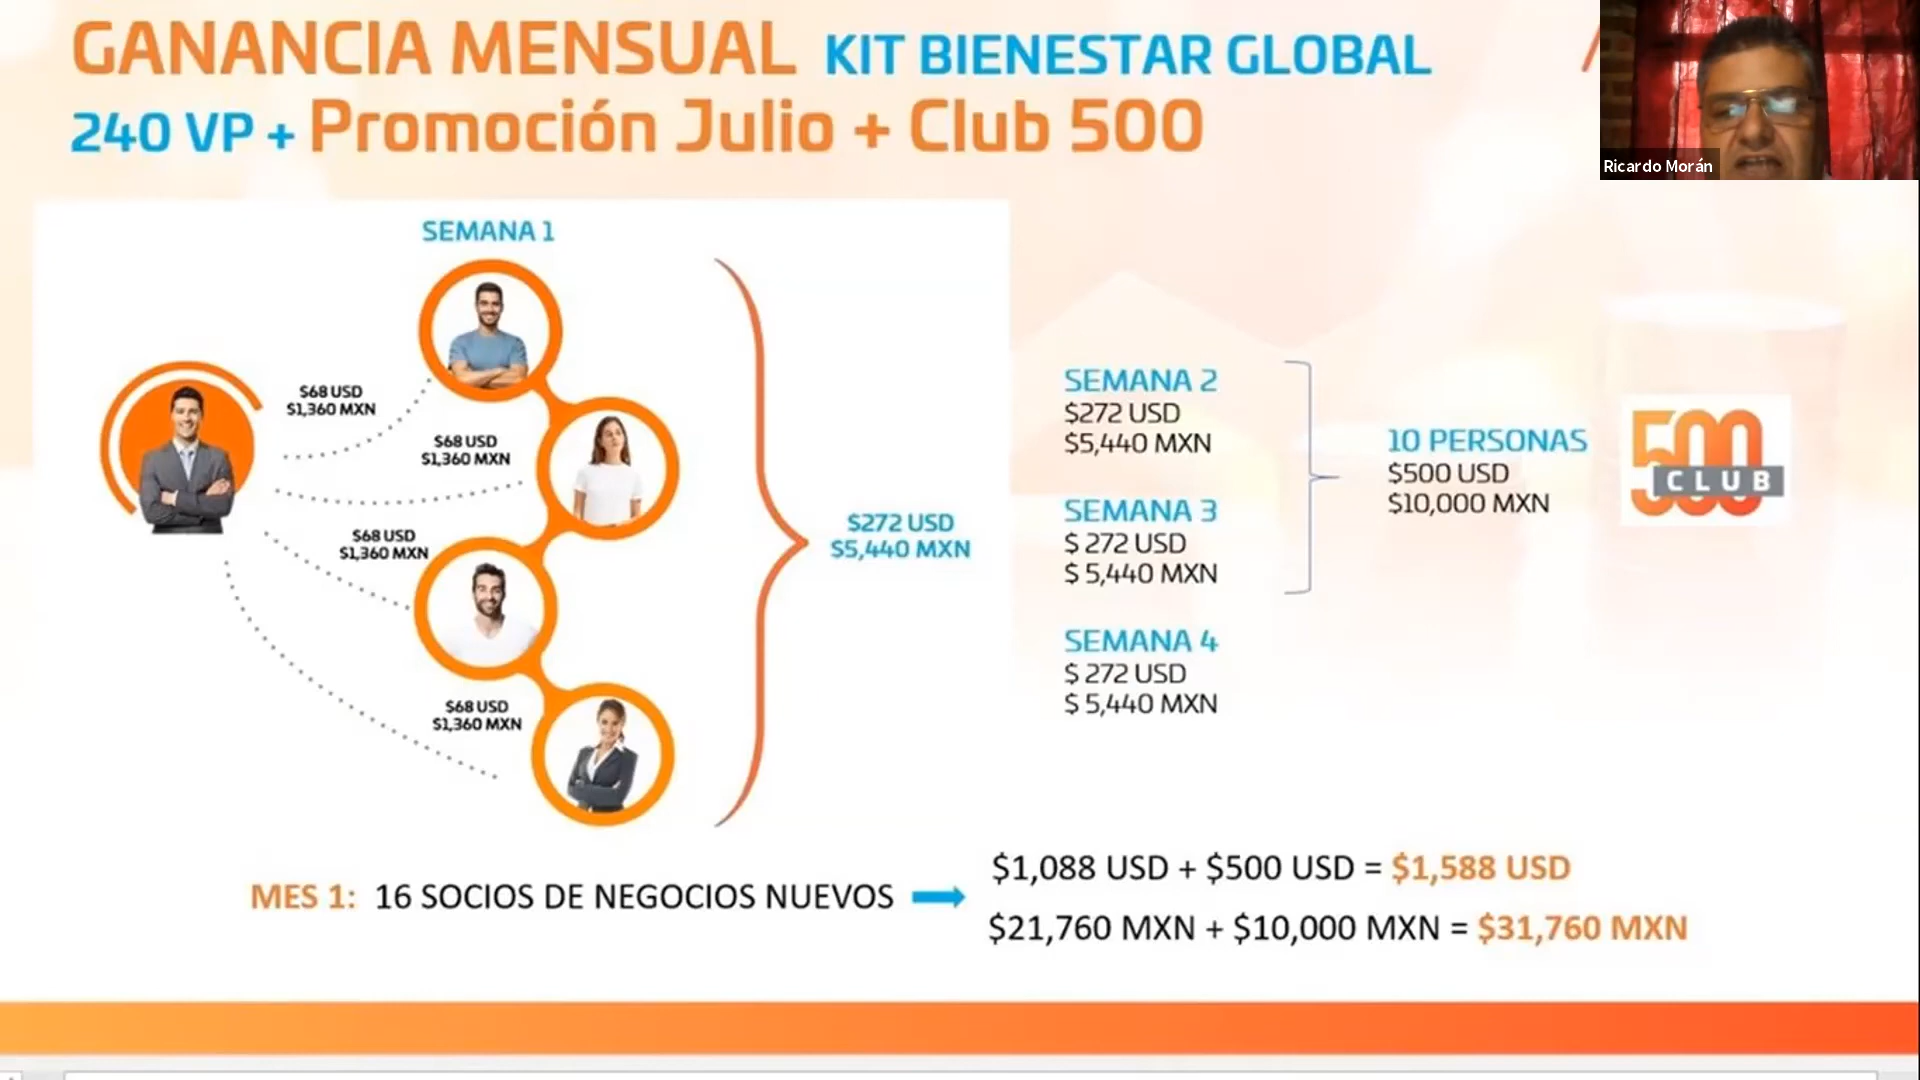 GANANCIA MENSUAL KIT BIENESTAR GLOBAL
240 VP + Promoción Julio + Club 500
Ricardo Morán
SEMANA 1
$68 USD
$1,360 MXN
$68 USD
$1,360 MXN
$68 USD
$1,360 MXN
$68 USD
$1,360 MXN
$272 USD
$5,440 MXN
SEMANA 2
$272 USD
$5,440 MXN
SEMANA 3
$ 272 USD
$ 5,440 MXN
SEMANA 4
$ 272 USD
$ 5,440 MXN
10 PERSONAS
$500 USD
$10,000 MXN
500
CLUB
MES 1: 16 SOCIOS DE NEGOCIOS NUEVOS
$1,088 USD + $500 USD = $1,588 USD
$21,760 MXN + $10,000 MXN = $31,760 MXN